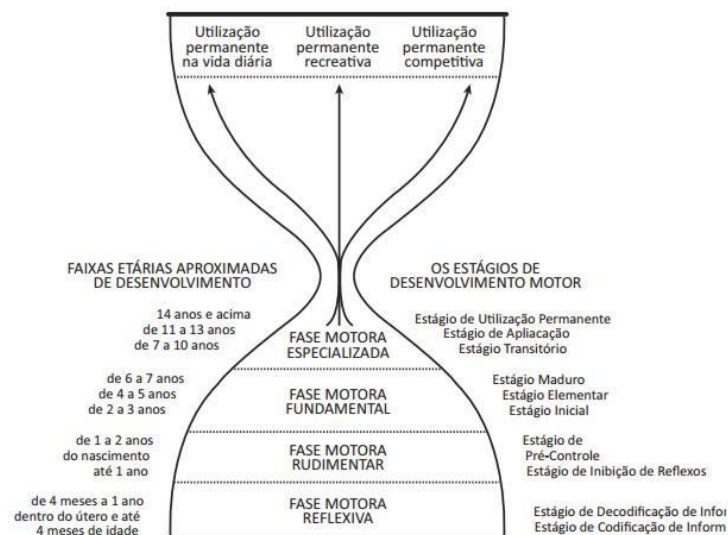 Utilização
permanente
na vida diária
Utilização
permanente
recreativa
Utilização
permanente
competitiva
FAIXAS ETÁRIAS APROXIMADAS
DE DESENVOLVIMENTO
OS ESTÁGIOS DE
DESENVOLVIMENTO MOTOR
14 anos e acima
de 11 a 13 anos
de 7 a 10 anos
FASE MOTORA
ESPECIALIZADA
Estágio de Utilização Permanente
Estágio de Apliacação
Estágio Transitório
de 6 a 7 anos
de 4 a 5 anos
de 2 a 3 anos
FASE MOTORA
FUNDAMENTAL
Estágio Maduro
Estágio Elementar
Estágio Inicial
de 1 a 2 anos
do nascimento
até 1 ano
FASE MOTORA
RUDIMENTAR
Estágio de
Pré-Controle
Estágio de Inibição de Reflexos
de 4 meses a 1 ano
dentro do útero e até
4 meses de idade
FASE MOTORA
REFLEXIVA
Estágio de Decodificação de
Estágio de Codificação de